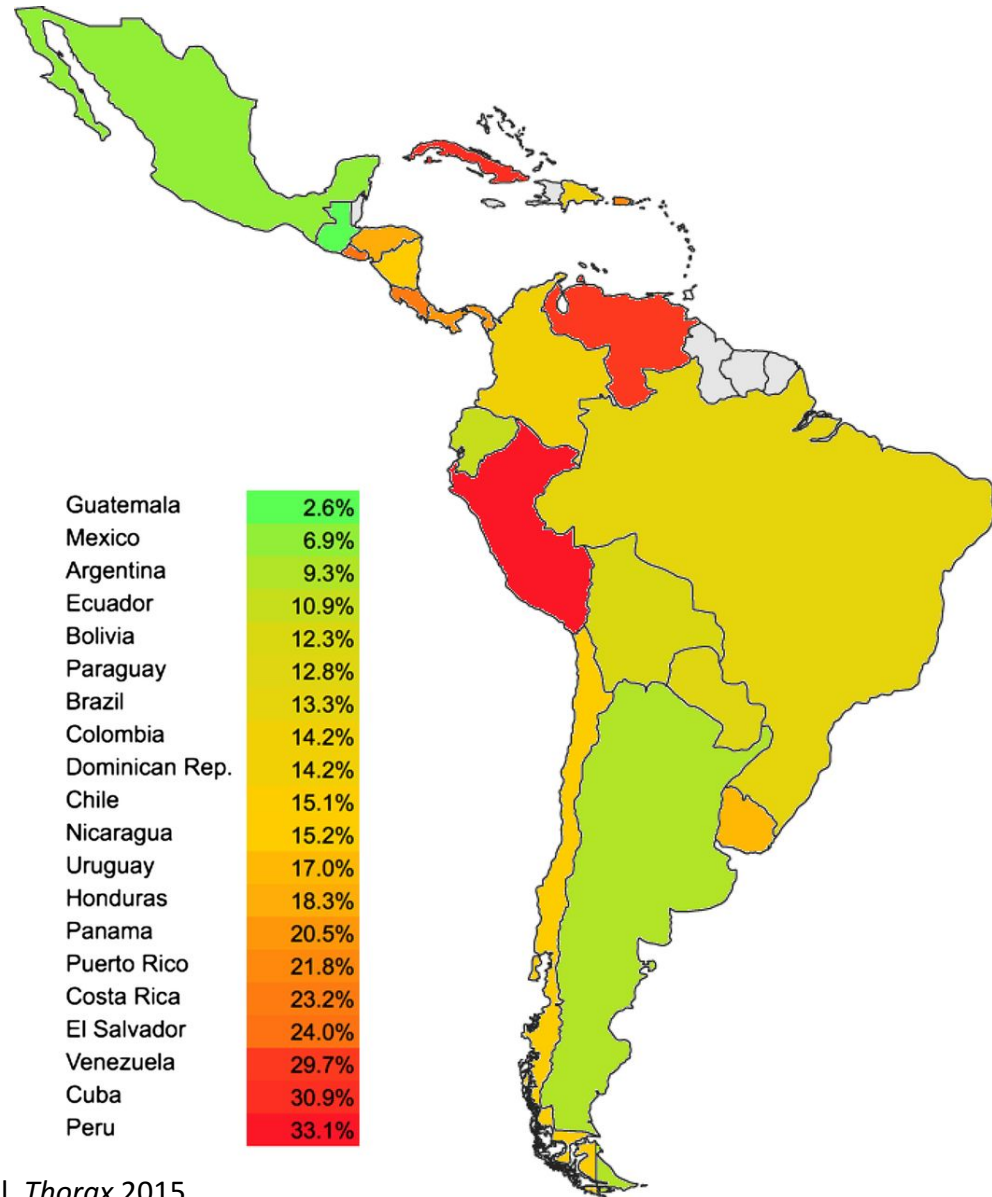 Guatemala 2.6%
Mexico 6.9%
Argentina 9.3%
Ecuador 10.9%
Bolivia 12.3%
Paraguay 12.8%
Brazil 13.3%
Colombia 14.2%
Dominican Rep. 14.2%
Chile 15.1%
Nicaragua 15.2%
Uruguay 17.0%
Honduras 18.3%
Panama 20.5%
Puerto Rico 21.8%
Costa Rica 23.2%
El Salvador 24.0%
Venezuela 29.7%
Cuba 30.9%
Peru 33.1%
Thorax 2015